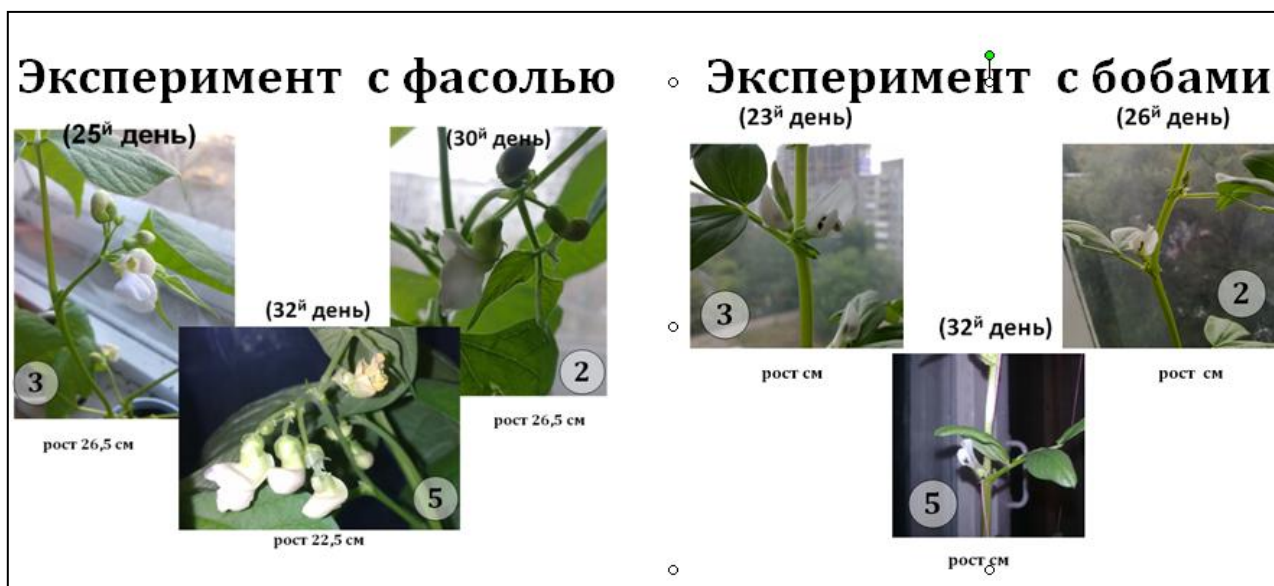 Эксперимент с фасолью
(25й день)
(30й день)
(32й день)
3
2
5
рост 26,5 см
рост 26,5 см
рост 22,5 см
Эксперимент с бобами
(23й день)
(26й день)
(32й день)
3
2
5
рост см
рост см
рост см